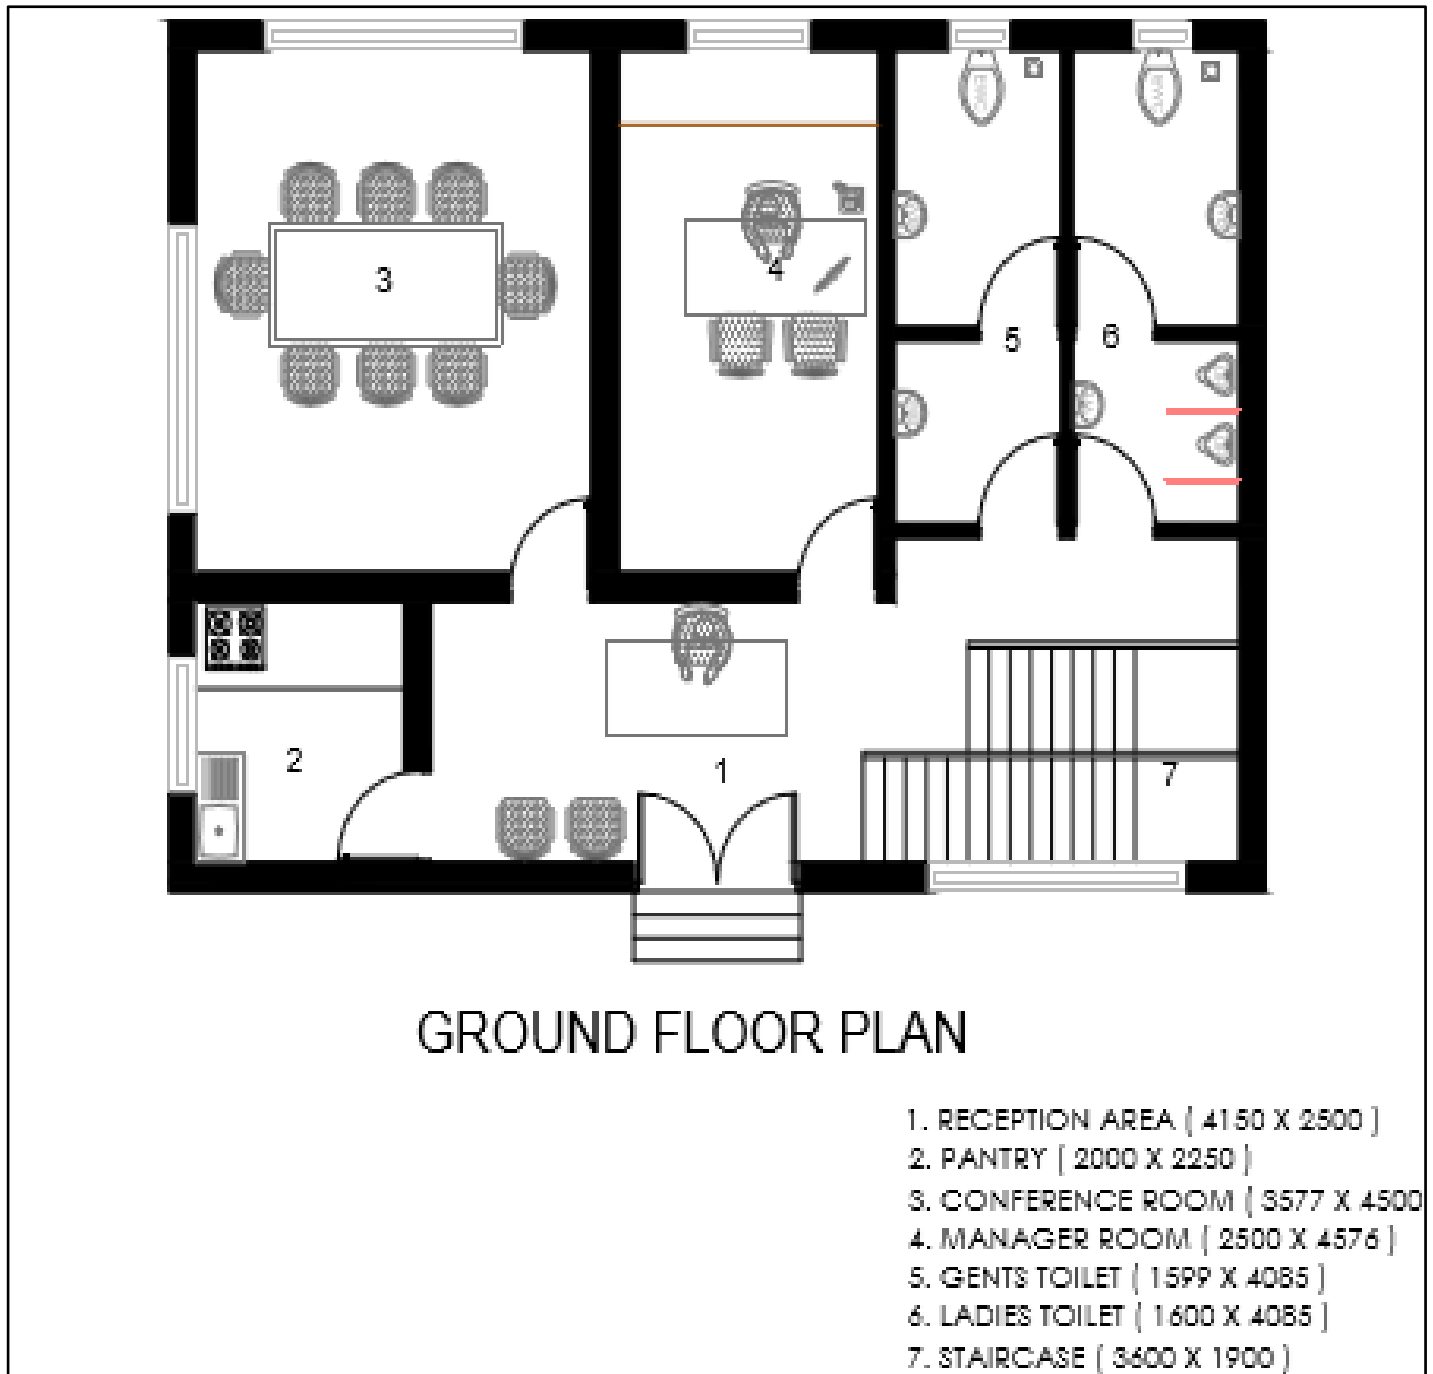 3
4
5
6
2
1
7
GROUND FLOOR PLAN
1. RECEPTION AREA ( 4150 X 2500 )
2. PANTRY ( 2000 X 2250 )
3. CONFERENCE ROOM ( 3577 X 4500
4. MANAGER ROOM ( 2500 X 4576 )
5. GENTS TOILET ( 1599 X 4085 )
6. LADIES TOILET ( 1600 X 4085 )
7. STAIRCASE ( 3600 X 1900 )